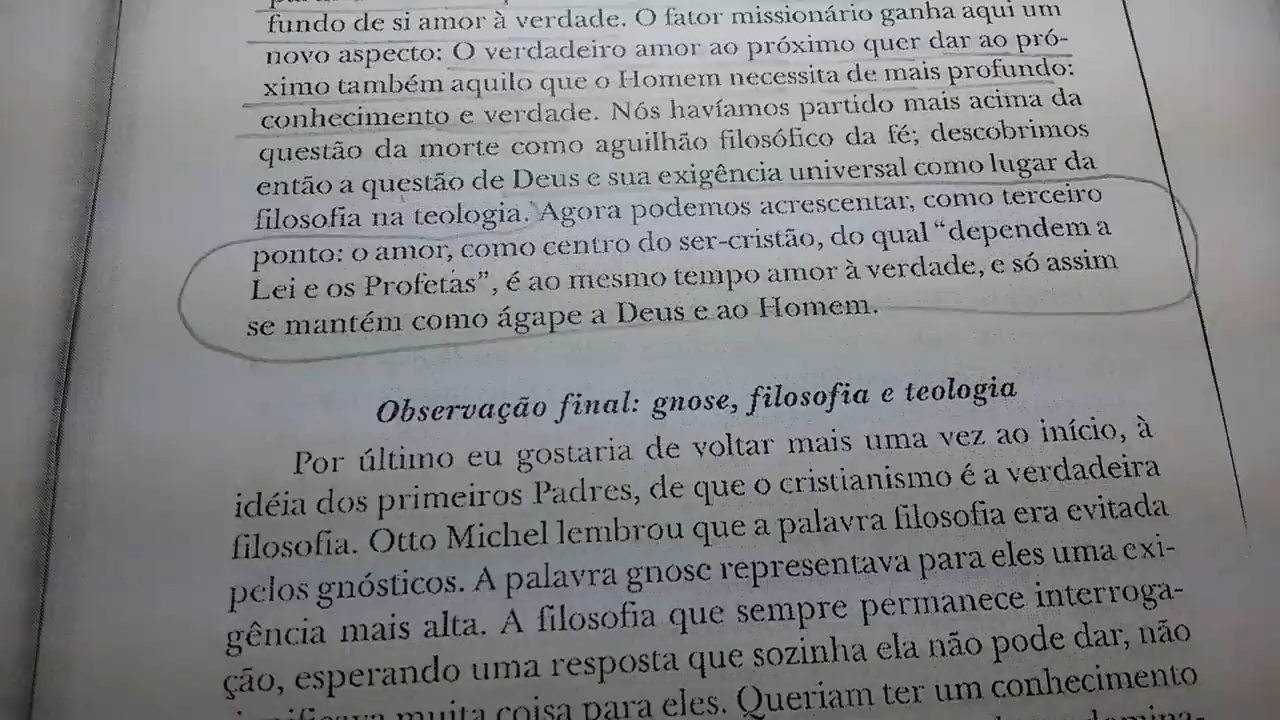 fundo de si amor à verdade. O fator missionário ganha aqui um
novo aspecto: O verdadeiro amor ao próximo quer dar ao pró-
ximo também aquilo que o Homem necessita de mais profundo:
conhecimento e verdade. Nós havíamos partido mais acima da
questão da morte como aguilhão filosófico da fé; descobrimos
então a questão de Deus e sua exigência universal como lugar da
filosofia na teologia. Agora podemos acrescentar, como terceiro
ponto: o amor, como centro do ser-cristão, do qual “dependem a
Lei e os Profetas”, é ao mesmo tempo amor à verdade, e só assim
se mantém como ágape a Deus e ao Homem.
Observação final: gnose, filosofia e teologia
Por último eu gostaria de voltar mais uma vez ao início, à
idéia dos primeiros Padres, de que o cristianismo é a verdadeira
filosofia. Otto Michel lembrou que a palavra filosofia era evitada
pelos gnósticos. A palavra gnose representava para eles uma exi-
gência mais alta. A filosofia que sempre permanece interroga-
ção, esperando uma resposta que sozinha ela não pode dar, não
significava muita coisa para eles. Queriam ter um conhecimento